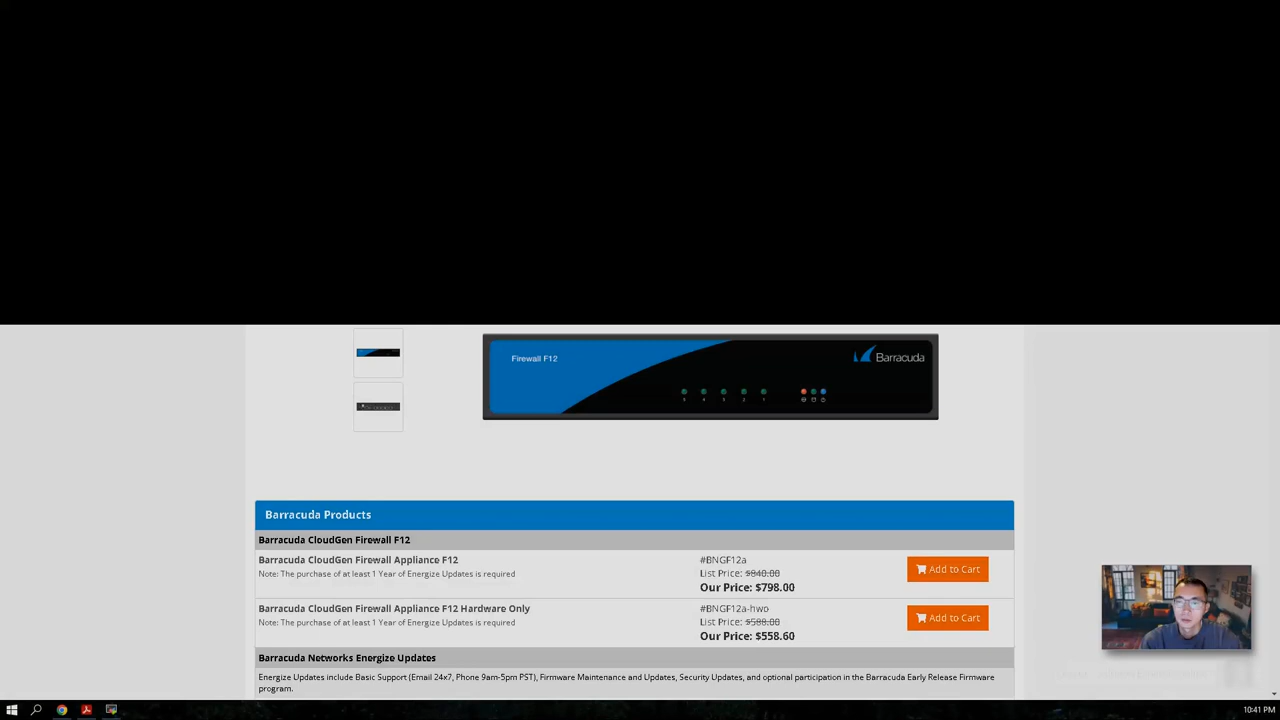 Firewall F12
Barracuda
5 4 3 2 1
Barracuda Products
Barracuda CloudGen Firewall F12
Barracuda CloudGen Firewall Appliance F12
Note: The purchase of at least 1 Year of Energize Updates is required
#BNGF12a
List Price: $840.00
Our Price: $798.00
Add to Cart
Barracuda CloudGen Firewall Appliance F12 Hardware Only
Note: The purchase of at least 1 Year of Energize Updates is required
#BNGF12a-hwo
List Price: $588.00
Our Price: $558.60
Add to Cart
Barracuda Networks Energize Updates
Energize Updates include Basic Support (Email 24x7, Phone 9am-5pm PST), Firmware Maintenance and Updates, Security Updates, and optional participation in the Barracuda Early Release Firmware
program.
10:41 PM